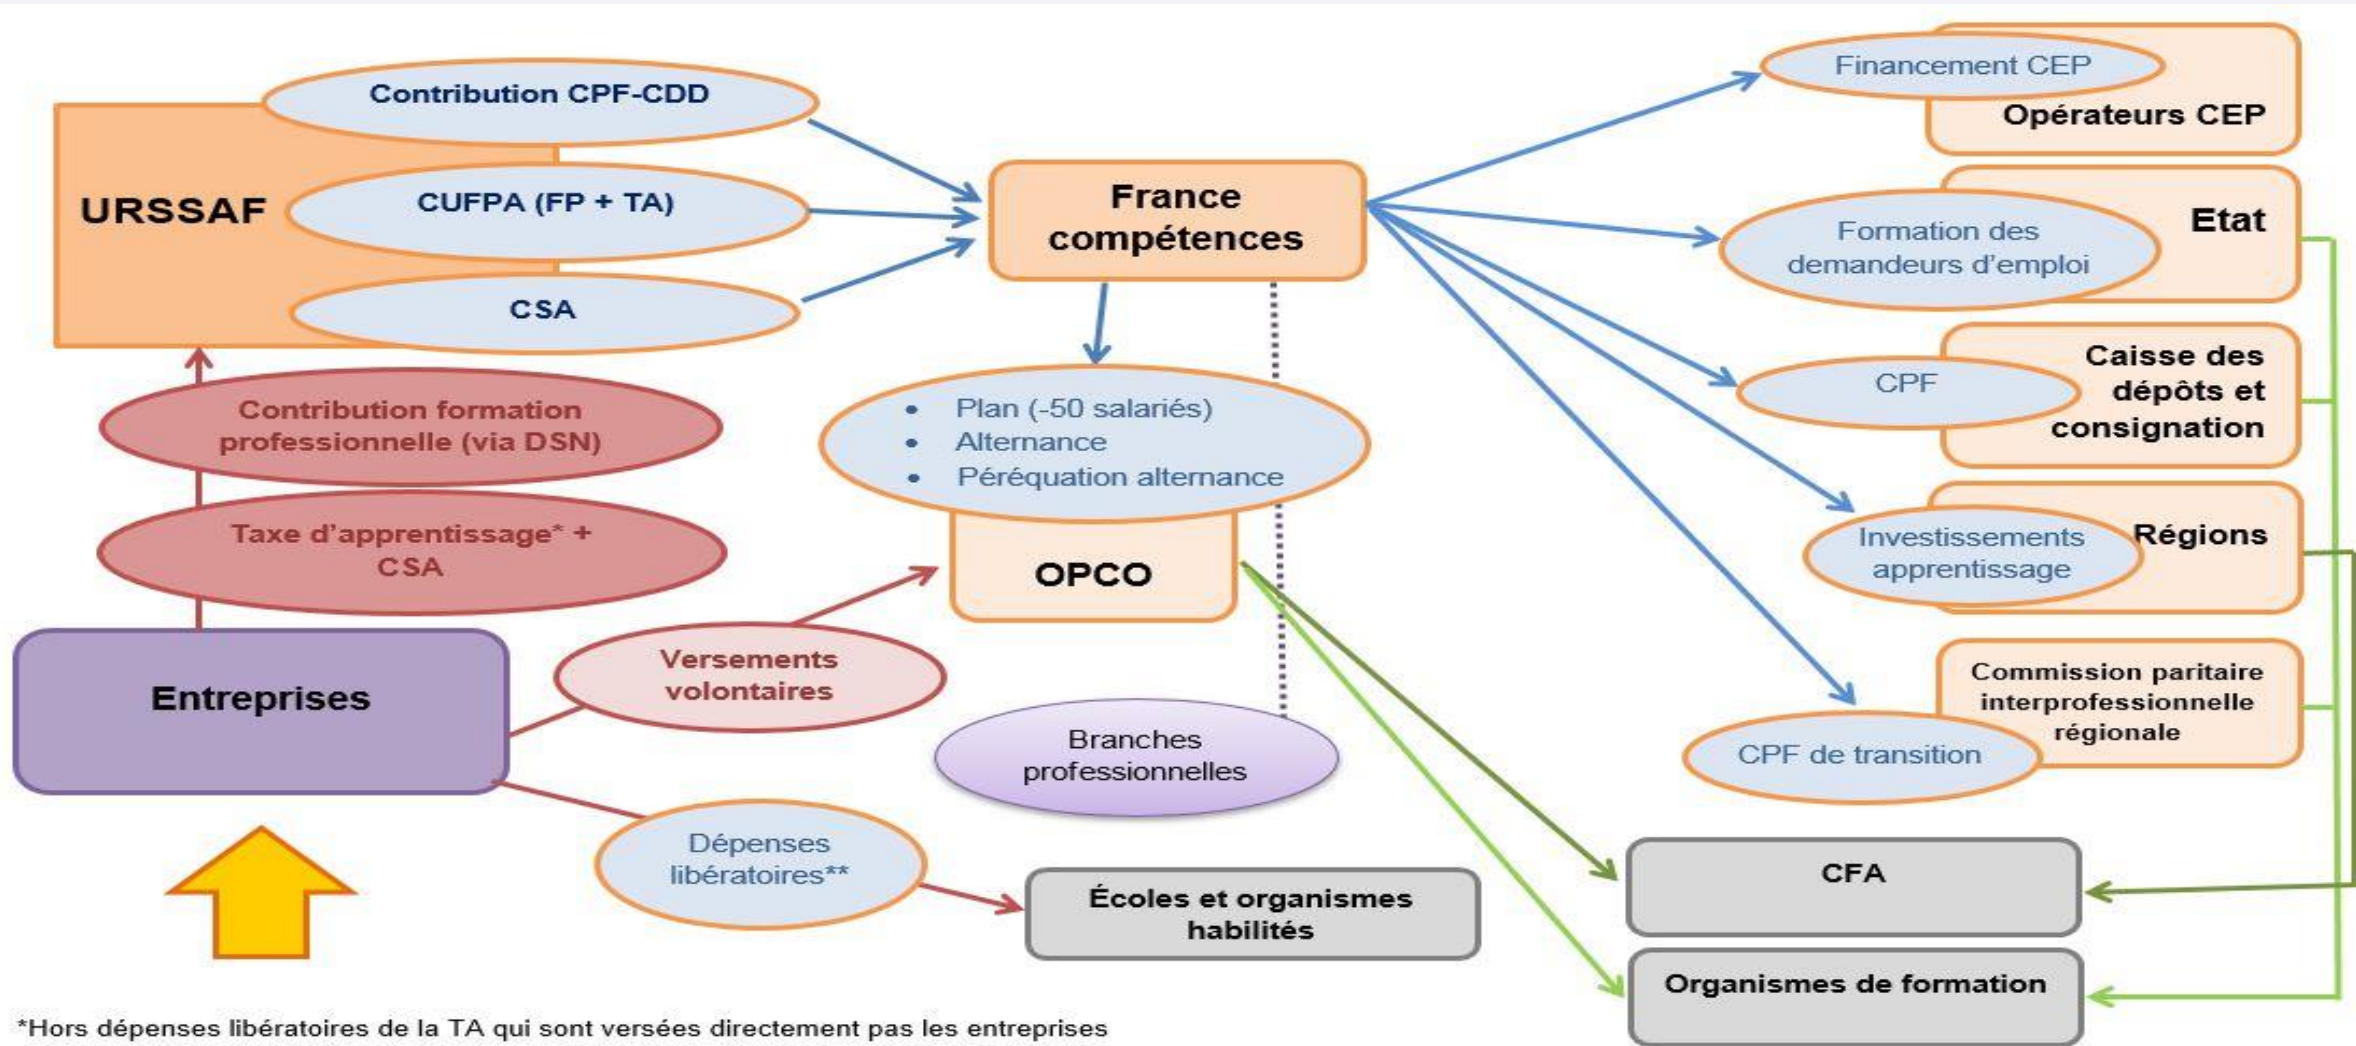 Contribution CPF-CDD
URSSAF
CUFPA (FP + TA)
CSA
Contribution formation
professionnelle (via DSN)
Taxe d'apprentissage* +
CSA
Entreprises
Versements
volontaires
Dépenses
libératoires**
France
compétences
• Plan (-50 salariés)
• Alternance
• Péréquation alternance
OPCO
Branches
professionnelles
Écoles et organismes
habilités
Financement CEP
Opérateurs CEP
Formation des
demandeurs d'emploi
Etat
CPF
Caisse des
dépôts et
consignation
Investissements
apprentissage
Régions
Commission paritaire
interprofessionnelle
régionale
CPF de transition
CFA
Organismes de formation
*Hors dépenses libératoires de la TA qui sont versées directement pas les entreprises